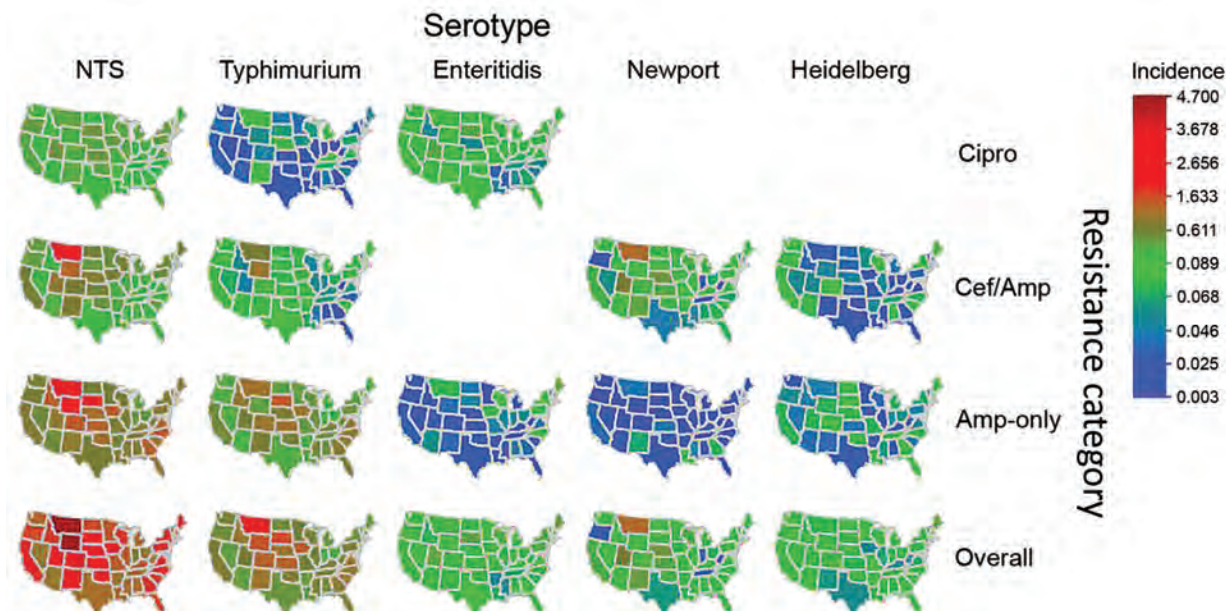 Serotype
NTS Typhimurium Enteritidis Newport Heidelberg
Incidence
4.700
3.678
2.656
1.633
0.611
0.089
0.068
0.046
0.025
0.003
Cipro
Cef/Amp
Amp-only
Overall
Resistance category